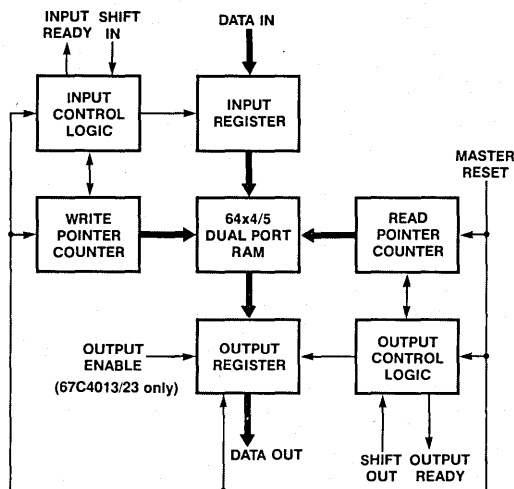 INPUT
READY
SHIFT
IN
DATA IN
INPUT
CONTROL
LOGIC
INPUT
REGISTER
MASTER
RESET
WRITE
POINTER
COUNTER
64x4/5
DUAL PORT
RAM
READ
POINTER
COUNTER
OUTPUT
ENABLE
(67C4013/23 only)
OUTPUT
REGISTER
OUTPUT
CONTROL
LOGIC
DATA OUT
SHIFT
OUT
OUTPUT
READY